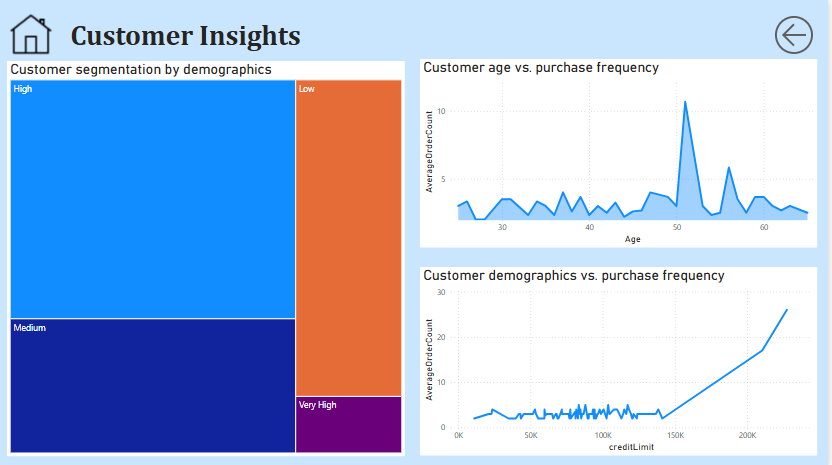 Customer Insights
Customer segmentation by demographics
High
Low
Medium
Very High
Customer age vs. purchase frequency
AverageOrderCount
10
5
30
40
50
60
Age
Customer demographics vs. purchase frequency
AverageOrderCount
30
20
10
0
0K
50K
100K
150K
200K
creditLimit